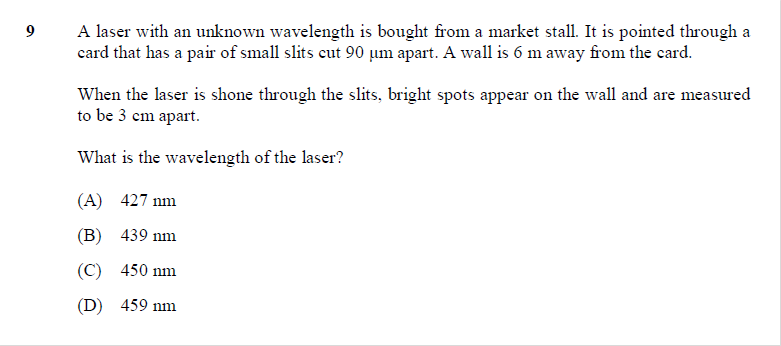 9 A laser with an unknown wavelength is bought from a market stall. It is pointed through a
card that has a pair of small slits cut 90 μm apart. A wall is 6 m away from the card.
When the laser is shone through the slits, bright spots appear on the wall and are measured
to be 3 cm apart.
What is the wavelength of the laser?
(A) 427 nm
(B) 439 nm
(C) 450 nm
(D) 459 nm